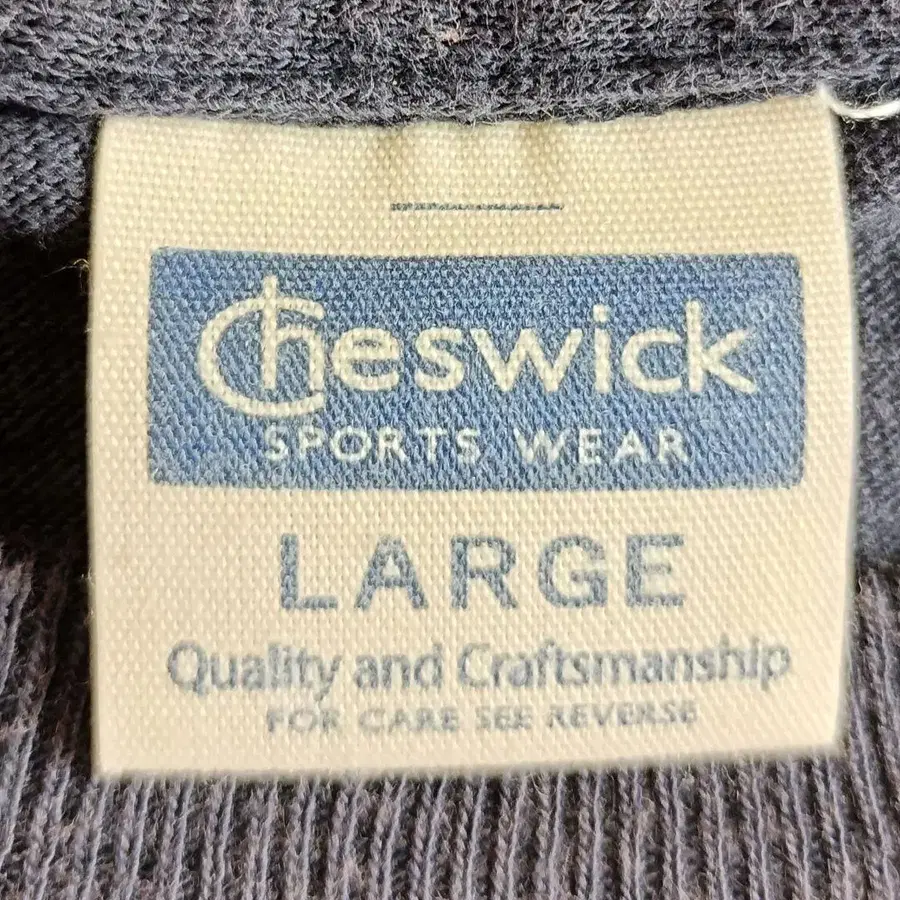 Cheswick®
SPORTS WEAR
LARGE
Quality and Craftsmanship
FOR CARE SEE REVERSE